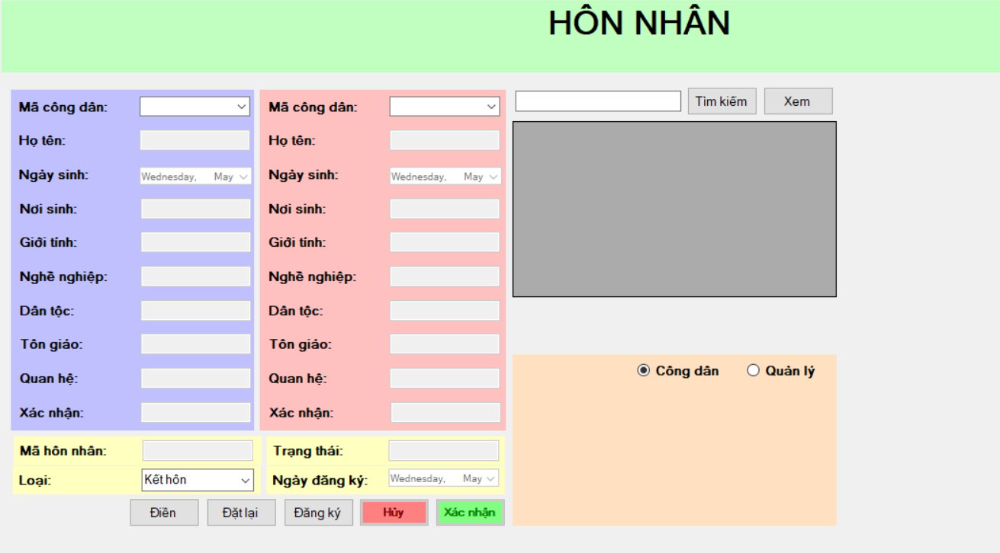 HÔN NHÂN
Mã công dân:
Họ tên:
Ngày sinh: Wednesday, May
Nơi sinh:
Giới tính:
Nghề nghiệp:
Dân tộc:
Tôn giáo:
Quan hệ:
Xác nhận:
Mã công dân:
Họ tên:
Ngày sinh: Wednesday, May
Nơi sinh:
Giới tính:
Nghề nghiệp:
Dân tộc:
Tôn giáo:
Quan hệ:
Xác nhận:
Mã hôn nhân:
Loại: Kết hôn
Trạng thái:
Ngày đăng ký: Wednesday, May
Điền Đặt lại Đăng ký Hủy Xác nhận
Tìm kiếm Xem
Công dân Quản lý